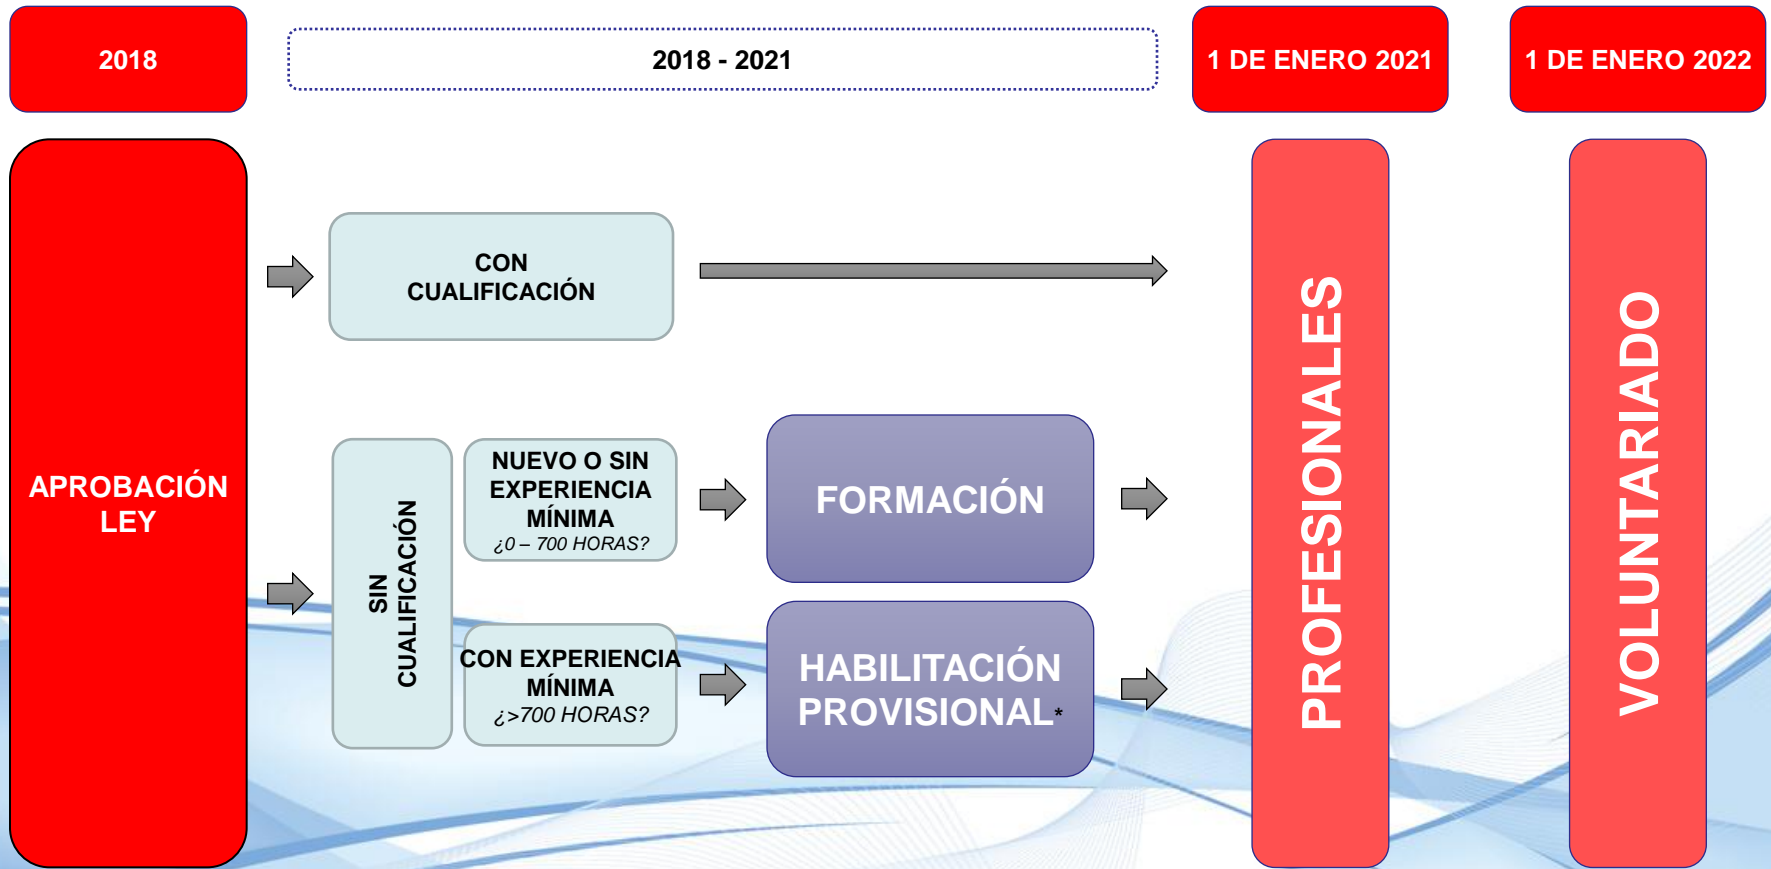 2018
2018 - 2021
1 DE ENERO 2021
1 DE ENERO 2022
APROBACIÓN
LEY
CON
CUALIFICACIÓN
SIN
CUALIFICACIÓN
NUEVO O SIN
EXPERIENCIA
MÍNIMA
¿0 – 700 HORAS?
FORMACIÓN
CON EXPERIENCIA
MÍNIMA
¿>700 HORAS?
HABILITACIÓN
PROVISIONAL*
PROFESIONALES
VOLUNTARIADO